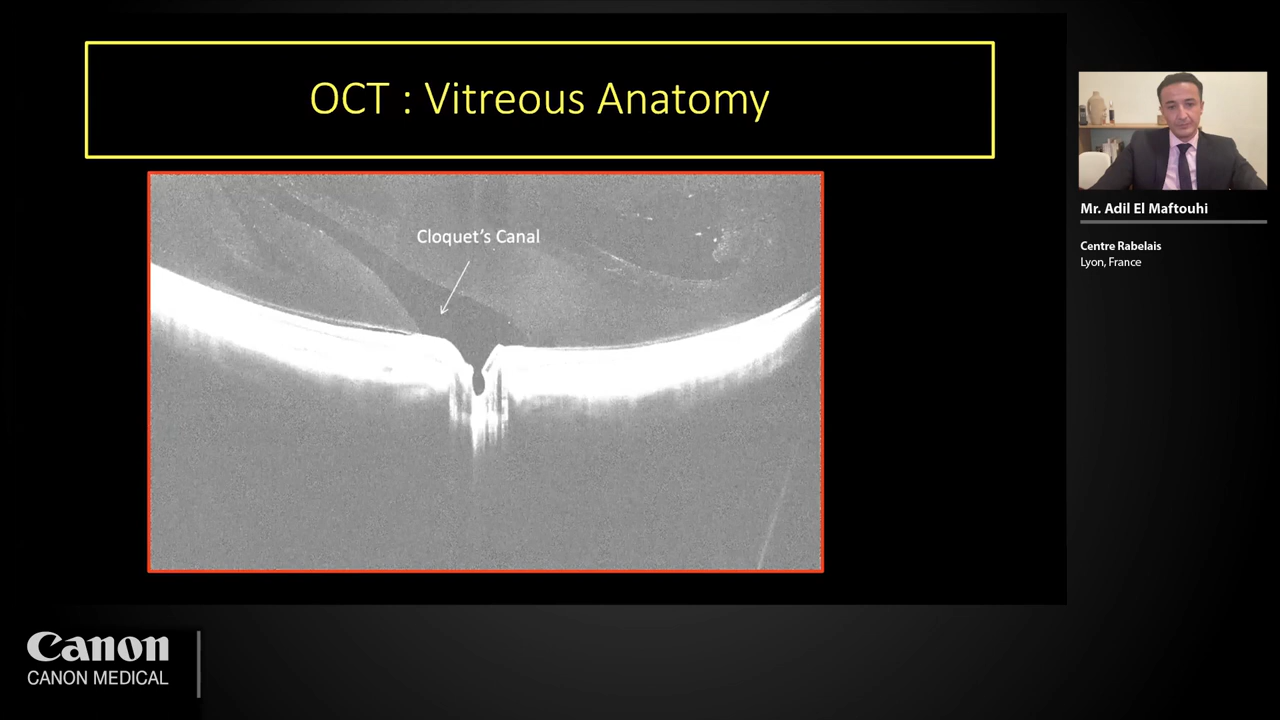 OCT : Vitreous Anatomy
Cloquet's Canal
Mr. Adil El Maftouhi
Centre Rabelais
Lyon, France
Canon
CANON MEDICAL